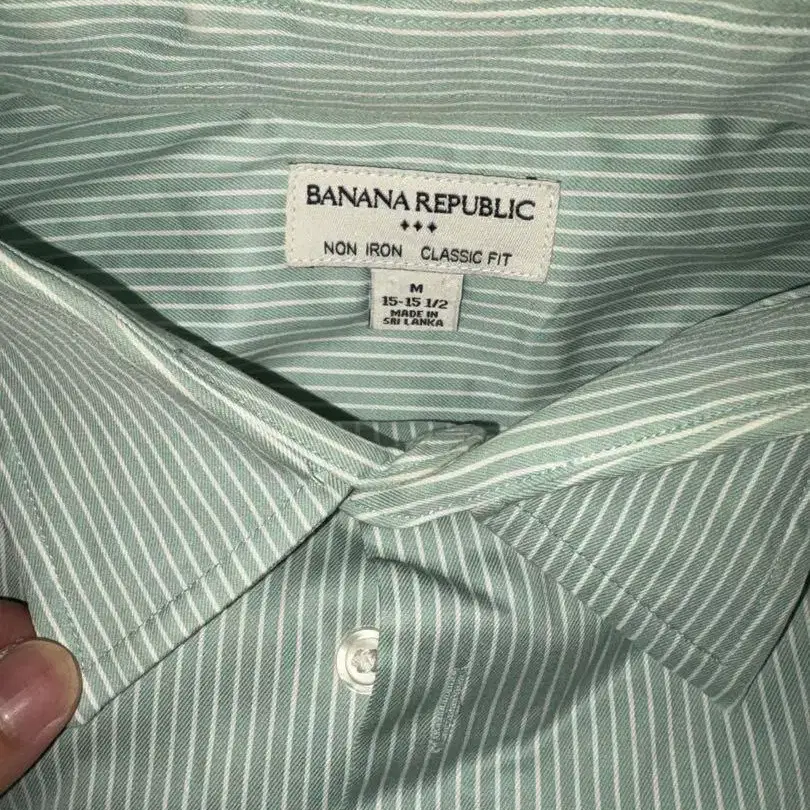 BANANA REPUBLIC
NON IRON CLASSIC FIT
M
15-15 1/2
MADE IN
SRI LANKA